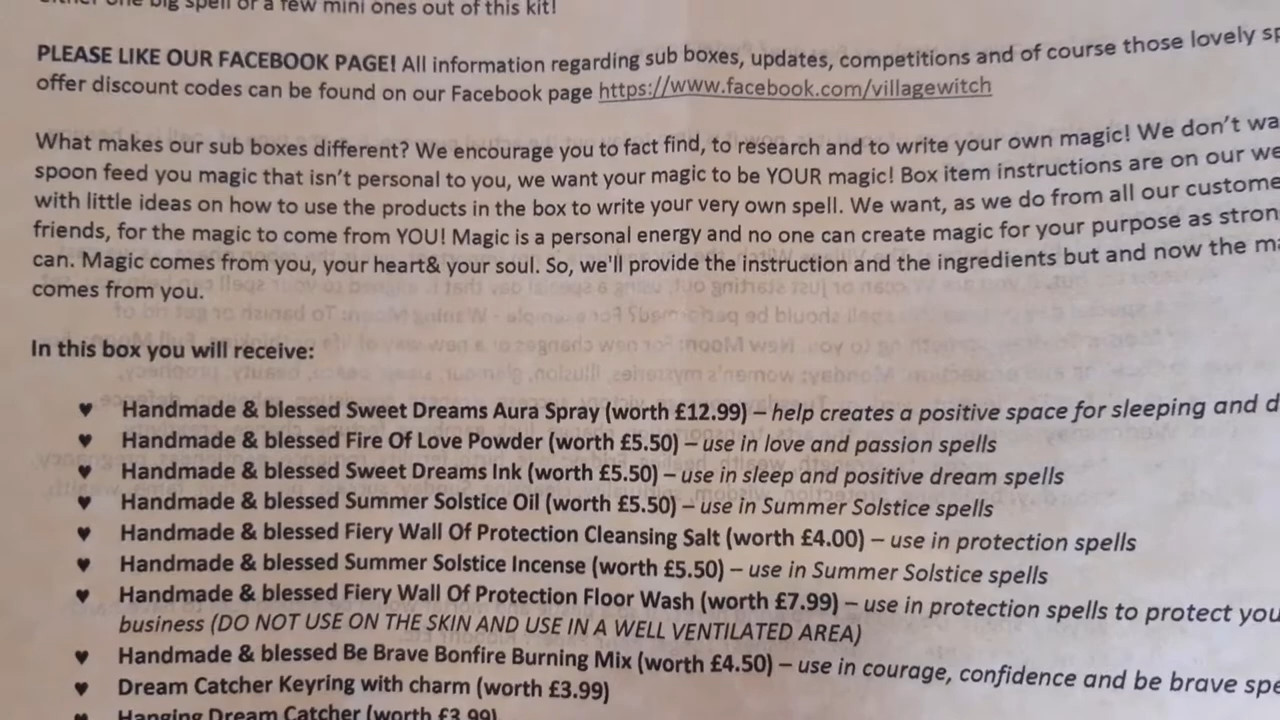 one big spell or a few mini ones out of this kit!
PLEASE LIKE OUR FACEBOOK PAGE! All information regarding sub boxes, updates, competitions and of course those lovely sp
offer discount codes can be found on our Facebook page https://www.facebook.com/villagewitch
What makes our sub boxes different? We encourage you to fact find, to research and to write your own magic! We don't wa
spoon feed you magic that isn't personal to you, we want your magic to be YOUR magic! Box item instructions are on our we
with little ideas on how to use the products in the box to write your very own spell. We want, as we do from all our custome
friends, for the magic to come from YOU! Magic is a personal energy and no one can create magic for your purpose as stron
can. Magic comes from you, your heart& your soul. So, we'll provide the instruction and the ingredients but and now the ma
comes from you.
In this box you will receive:
♥ Handmade & blessed Sweet Dreams Aura Spray (worth £12.99) – help creates a positive space for sleeping and d
♥ Handmade & blessed Fire Of Love Powder (worth £5.50) – use in love and passion spells
♥ Handmade & blessed Sweet Dreams Ink (worth £5.50) – use in sleep and positive dream spells
♥ Handmade & blessed Summer Solstice Oil (worth £5.50) – use in Summer Solstice spells
♥ Handmade & blessed Fiery Wall Of Protection Cleansing Salt (worth £4.00) – use in protection spells
♥ Handmade & blessed Summer Solstice Incense (worth £5.50) – use in Summer Solstice spells
♥ Handmade & blessed Fiery Wall Of Protection Floor Wash (worth £7.99) – use in protection spells to protect you
business (DO NOT USE ON THE SKIN AND USE IN A WELL VENTILATED AREA)
♥ Handmade & blessed Be Brave Bonfire Burning Mix (worth £4.50) – use in courage, confidence and be brave spe
♥ Dream Catcher Keyring with charm (worth £3.99)
♥ Hanging Dream Catcher (worth £3.99)